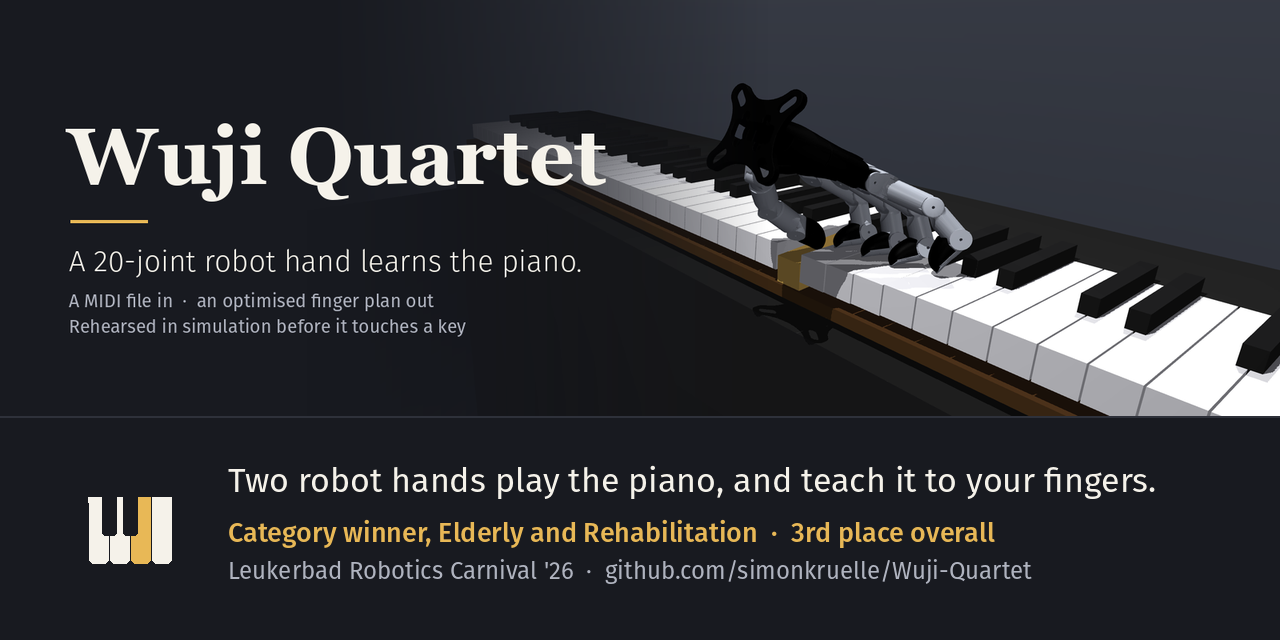 Wuji Quartet
A 20-joint robot hand learns the piano.
A MIDI file in · an optimised finger plan out
Rehearsed in simulation before it touches a key
Two robot hands play the piano, and teach it to your fingers.
Category winner, Elderly and Rehabilitation · 3rd place overall
Leukerbad Robotics Carnival '26 · github.com/simonkruelle/Wuji-Quartet